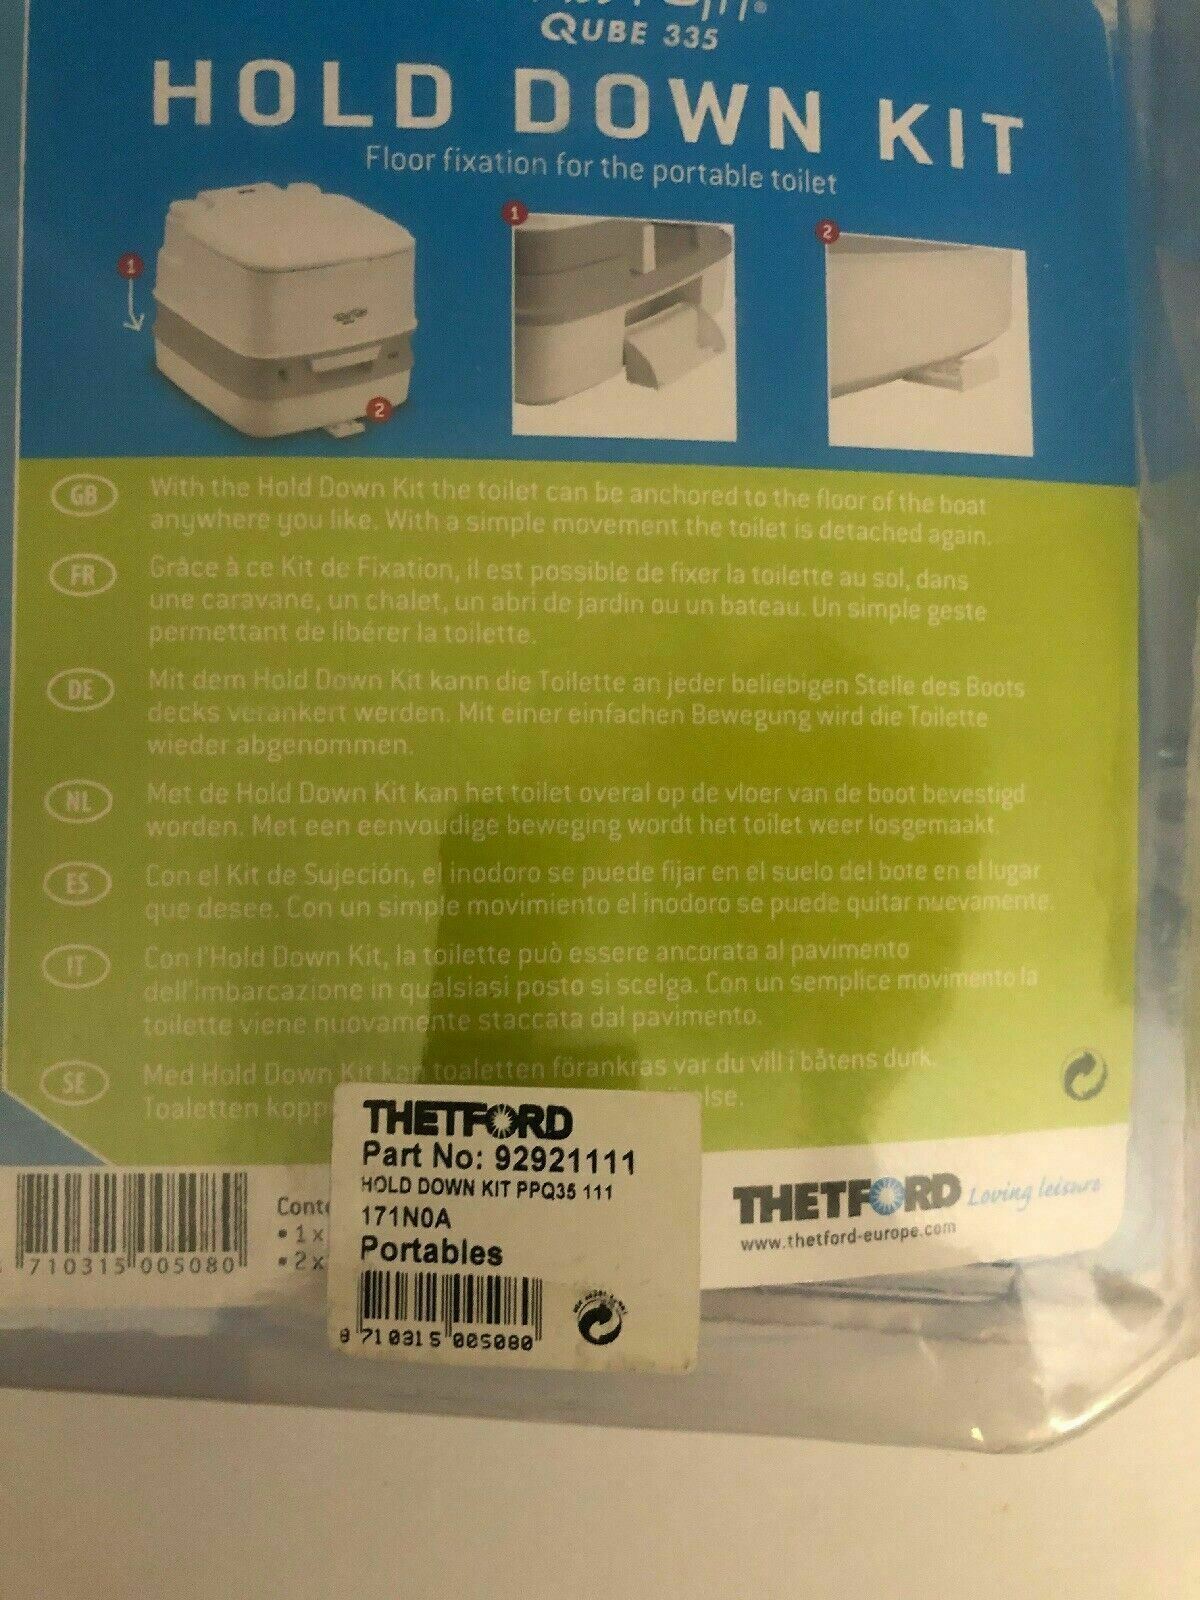 QUBE 335
HOLD DOWN KIT
Floor fixation for the portable toilet
1
1
2
2
GB
With the Hold Down Kit the toilet can be anchored to the floor of the boat
anywhere you like. With a simple movement the toilet is detached again.
FR
Grâce à ce Kit de Fixation, il est possible de fixer la toilette au sol, dans
une caravane, un chalet, un abri de jardin ou un bateau. Un simple geste
permettant de libérer la toilette.
DE
Mit dem Hold Down Kit kann die Toilette an jeder beliebigen Stelle des Boots
decks verankert werden. Mit einer einfachen Bewegung wird die Toilette
wieder abgenommen.
NL
Met de Hold Down Kit kan het toilet overal op de vloer van de boot bevestigd
worden. Met een eenvoudige beweging wordt het toilet weer losgemaakt.
ES
Con el Kit de Sujeción, el inodoro se puede fijar en el suelo del bote en el lugar
que desee. Con un simple movimiento el inodoro se puede quitar nuevamente.
IT
Con l'Hold Down Kit, la toilette può essere ancorata al pavimento
dell'imbarcazione in qualsiasi posto si scelga. Con un semplice movimento la
toilette viene nuovamente staccata dal pavimento.
SE
Med Hold Down Kit kan toaletten förankras var du vill i båtens durk.
Toaletten kopp else.
THETFORD
Part No: 92921111
HOLD DOWN KIT PPQ35 111
171N0A
Portables
8 710315 005080
710315 005080
Conte
• 1 x
• 2 x
THETFORD Loving leisure
www.thetford-europe.com